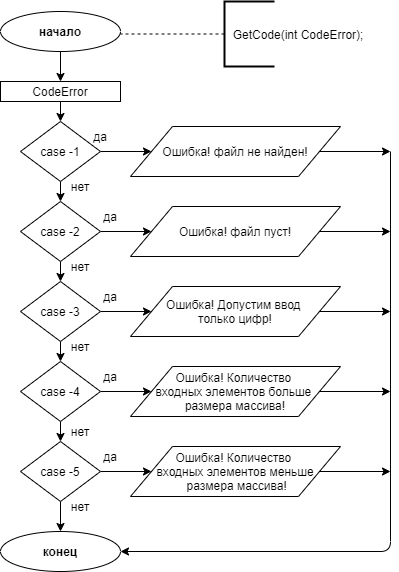 начало
GetCode(int CodeError);
CodeError
case -1
да
Ошибка! файл не найден!
нет
case -2
да
Ошибка! файл пуст!
нет
case -3
да
Ошибка! Допустим ввод
только цифр!
нет
case -4
да
Ошибка! Количество
входных элементов больше
размера массива!
нет
case -5
да
Ошибка! Количество
входных элементов меньше
размера массива!
нет
конец